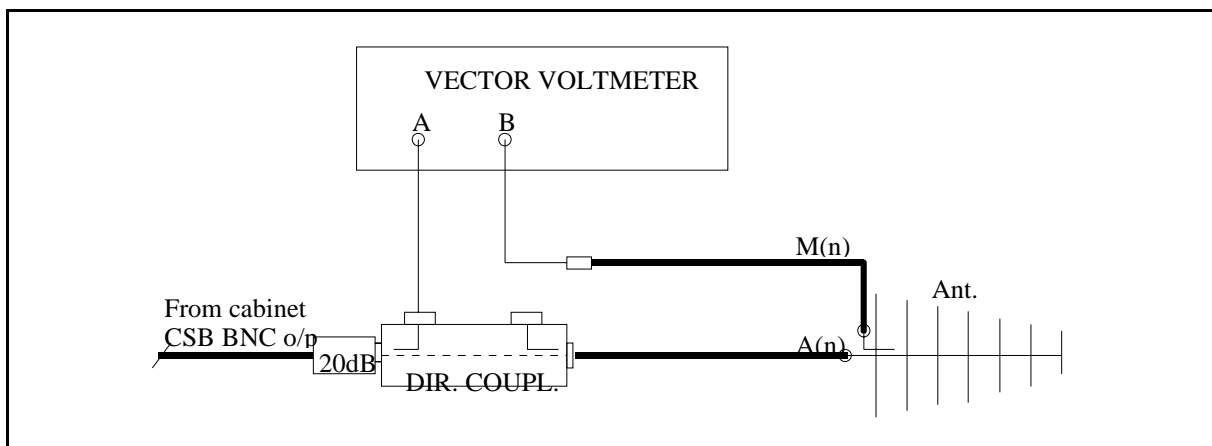 VECTOR VOLTMETER
A B
M(n)
Ant.
From cabinet
CSB BNC o/p
A(n)
20dB
DIR. COUPL.